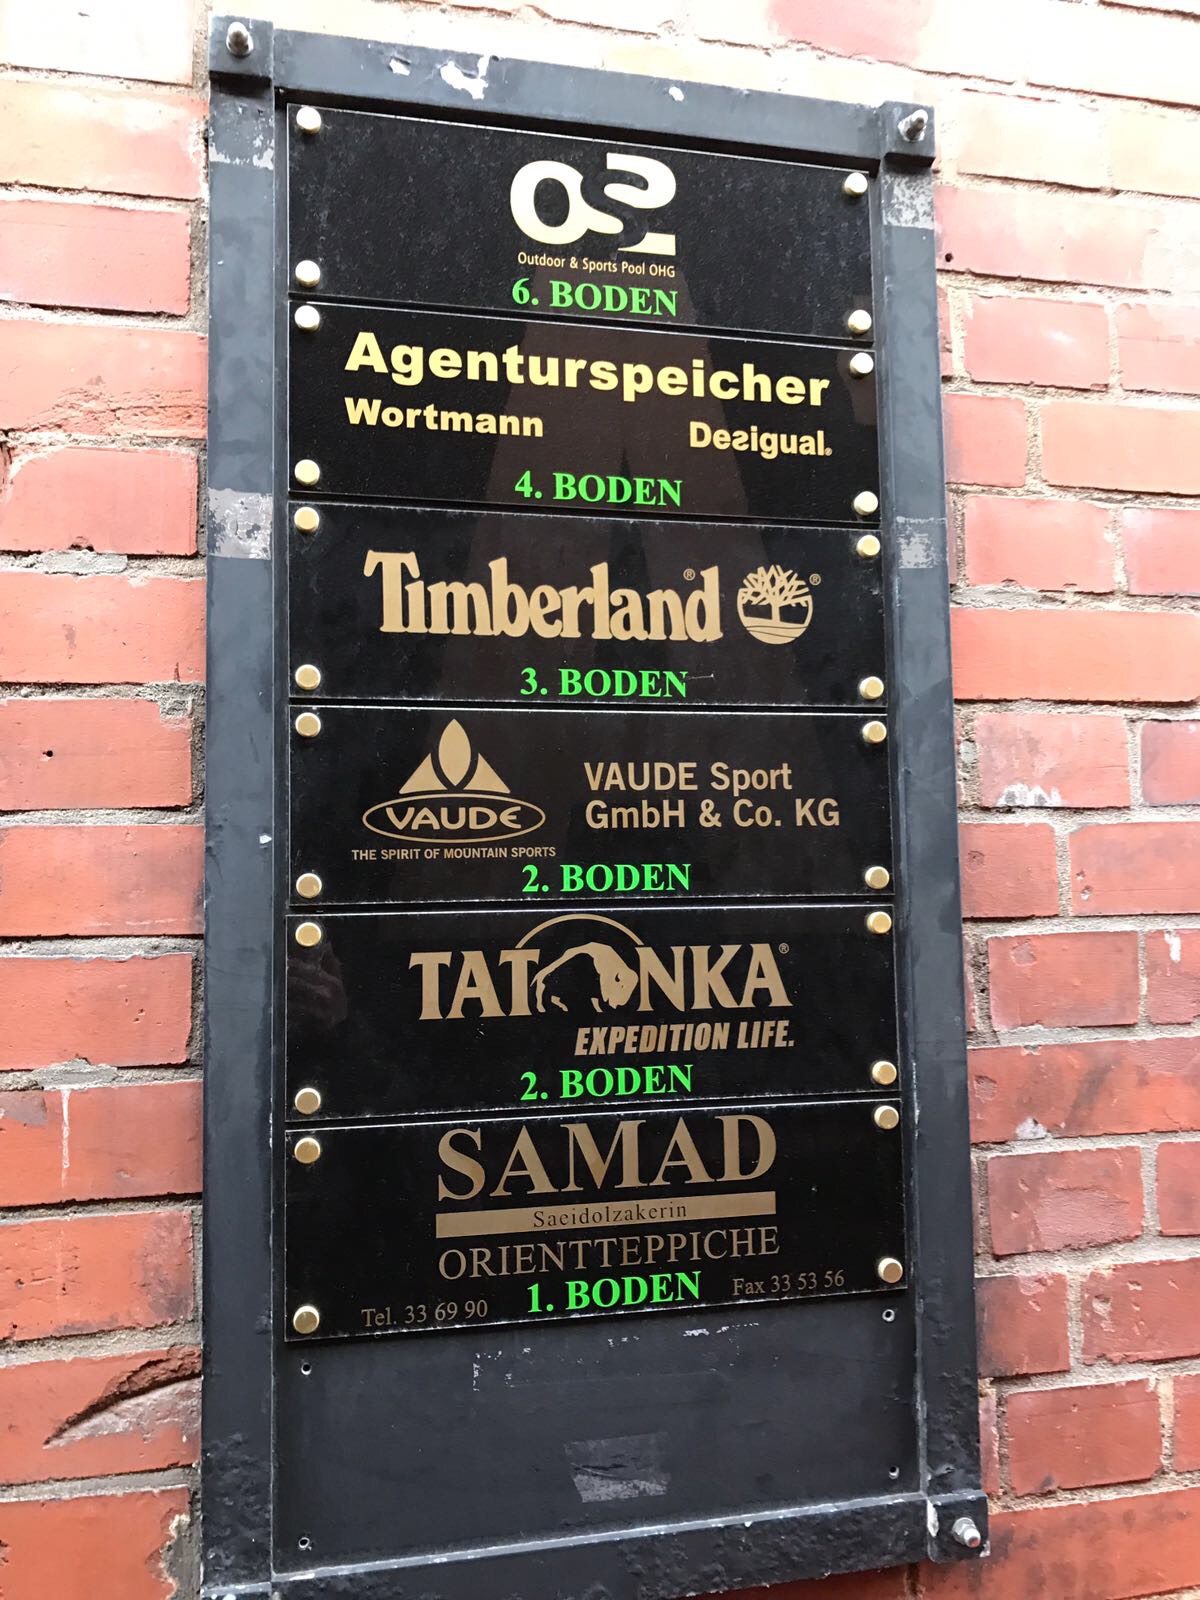 OS2
Outdoor & Sports Pool OHG
6. BODEN
Agenturspeicher
Wortmann Desigual.
4. BODEN
Timberland®
3. BODEN
VAUDE
THE SPIRIT OF MOUNTAIN SPORTS
VAUDE Sport
GmbH & Co. KG
2. BODEN
TATONKA®
EXPEDITION LIFE.
2. BODEN
SAMAD
Saeidolzakerin
ORIENTTEPPICHE
Tel. 33 69 90 1. BODEN Fax 33 53 56